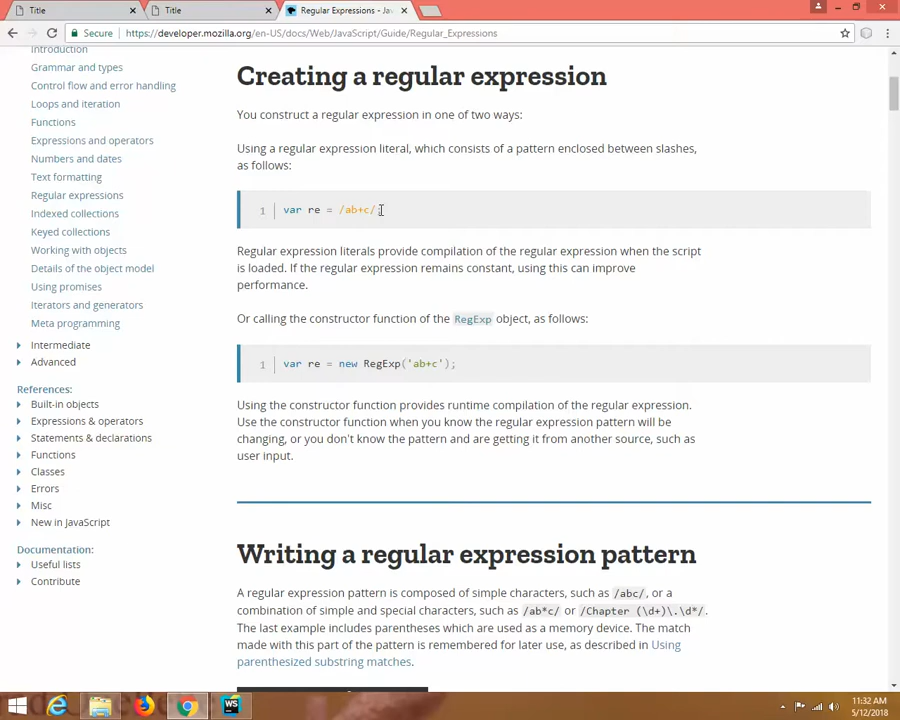 Title
Title
Regular Expressions - Jav
Secure
https://developer.mozilla.org/en-US/docs/Web/JavaScript/Guide/Regular_Expressions
Introduction
Grammar and types
Control flow and error handling
Loops and iteration
Functions
Expressions and operators
Numbers and dates
Text formatting
Regular expressions
Indexed collections
Keyed collections
Working with objects
Details of the object model
Using promises
Iterators and generators
Meta programming
Intermediate
Advanced
References:
Built-in objects
Expressions & operators
Statements & declarations
Functions
Classes
Errors
Misc
New in JavaScript
Documentation:
Useful lists
Contribute
Creating a regular expression
You construct a regular expression in one of two ways:
Using a regular expression literal, which consists of a pattern enclosed between slashes,
as follows:
1 var re = /ab+c/;
Regular expression literals provide compilation of the regular expression when the script
is loaded. If the regular expression remains constant, using this can improve
performance.
Or calling the constructor function of the RegExp object, as follows:
1 var re = new RegExp('ab+c');
Using the constructor function provides runtime compilation of the regular expression.
Use the constructor function when you know the regular expression pattern will be
changing, or you don't know the pattern and are getting it from another source, such as
user input.
Writing a regular expression pattern
A regular expression pattern is composed of simple characters, such as /abc/, or a
combination of simple and special characters, such as /ab*c/ or /Chapter (\d+)\.\d*/.
The last example includes parentheses which are used as a memory device. The match
made with this part of the pattern is remembered for later use, as described in Using
parenthesized substring matches.
WS
11:32 AM
5/12/2018